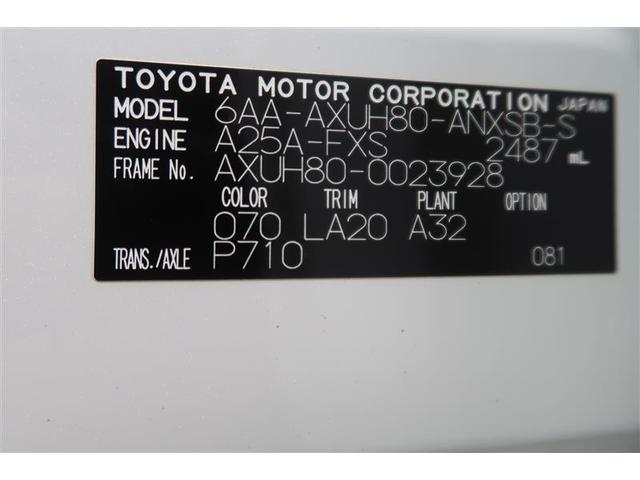 TOYOTA MOTOR CORPORATION JAPAN
MODEL 6AA-AXUH80-ANXSB-S
ENGINE A25A-FXS 2487 mL
FRAME No. AXUH80-0023928
COLOR TRIM PLANT OPTION
070 LA20 A32
TRANS./AXLE P710 081